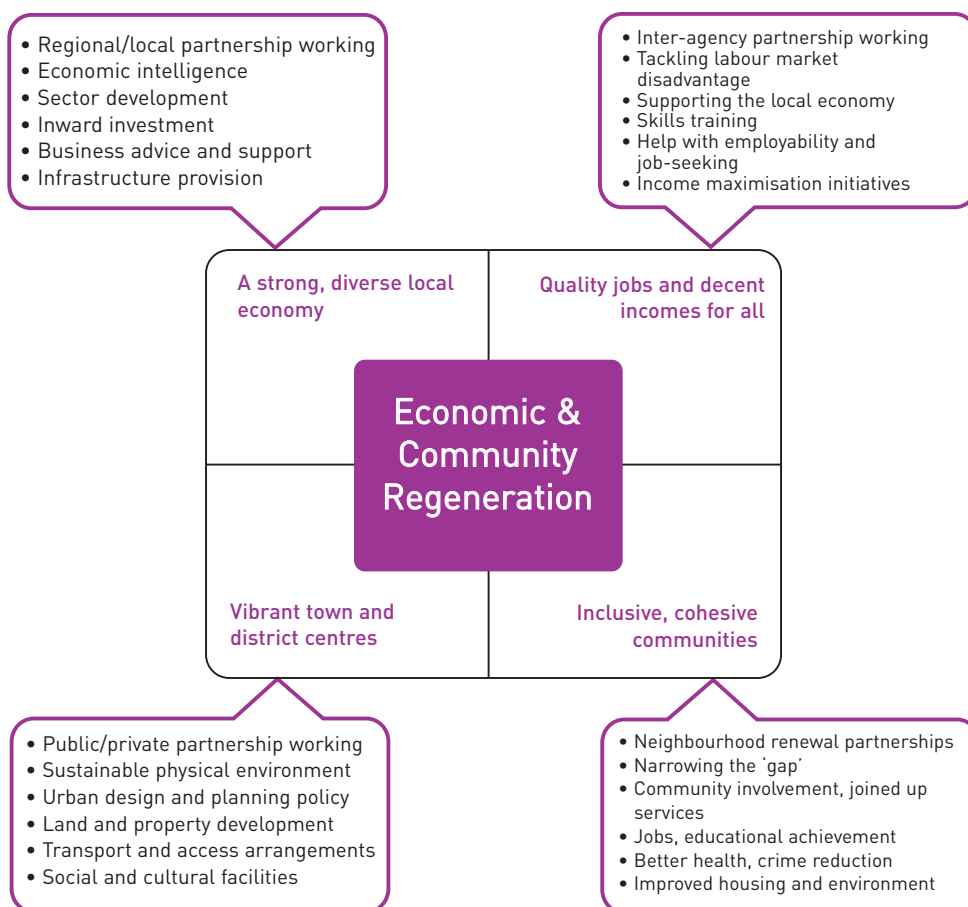 • Regional/local partnership working
• Economic intelligence
• Sector development
• Inward investment
• Business advice and support
• Infrastructure provision
• Inter-agency partnership working
• Tackling labour market
disadvantage
• Supporting the local economy
• Skills training
• Help with employability and
job-seeking
• Income maximisation initiatives
A strong, diverse local
economy
Quality jobs and decent
incomes for all
Economic &
Community
Regeneration
Vibrant town and
district centres
Inclusive, cohesive
communities
• Public/private partnership working
• Sustainable physical environment
• Urban design and planning policy
• Land and property development
• Transport and access arrangements
• Social and cultural facilities
• Neighbourhood renewal partnerships
• Narrowing the ‘gap’
• Community involvement, joined up
services
• Jobs, educational achievement
• Better health, crime reduction
• Improved housing and environment